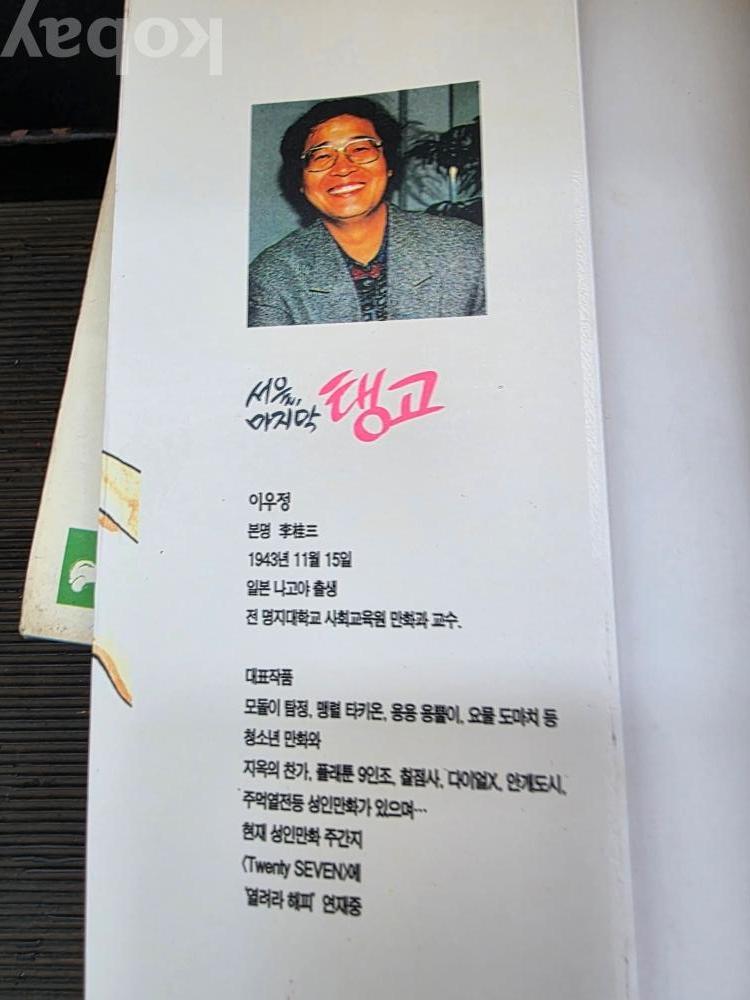 kobay
서울의
마지막 탱고
이우정
본명 李桂三
1943년 11월 15일
일본 나고야 출생
전 명지대학교 사회교육원 만화과 교수.
대표작품
모돌이 탐정, 맹렬 타키온, 용용 용뿔이, 요물 도마치 등
청소년 만화와
지옥의 찬가, 플래툰 9인조, 철점사, 다이얼X, 안개도시,
주먹열전등 성인만화가 있으며…
현재 성인만화 주간지
〈Twenty SEVEN〉에
'열려라 해피' 연재중